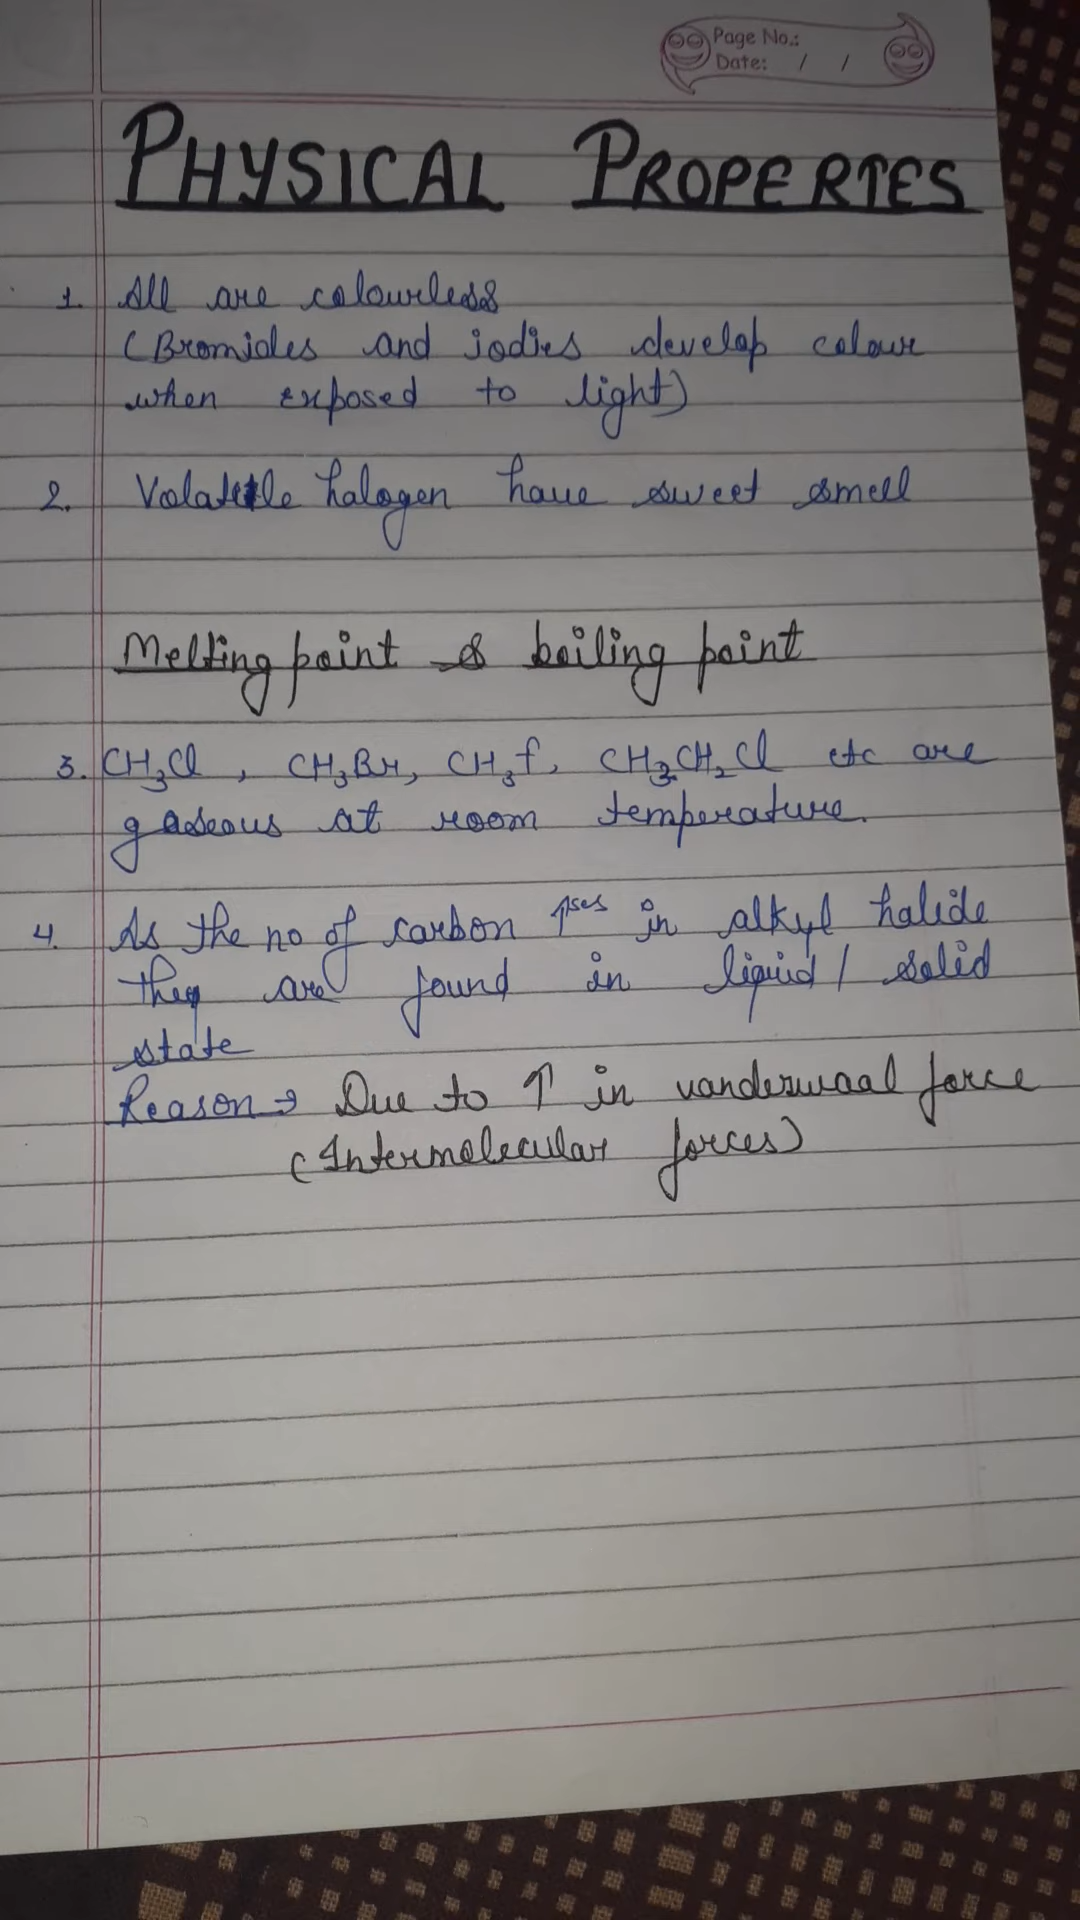 Page No.:
Date: / /
PHYSICAL PROPERTES
1. All are colourless
(Bromides and iodies develop colour
when exposed to light)
2. Volatile halogen have sweet smell
Melting point & boiling point
3. CH₃Cl, CH₃Br, CH₃f, CH₃CH₂Cl etc are
gaseous at room temperature.
4. As the no of carbon ↑ses in alkyl halide
they are found in liquid/ solid
state
Reason → Due to ↑ in vanderwaal force
(Intermolecular forces)